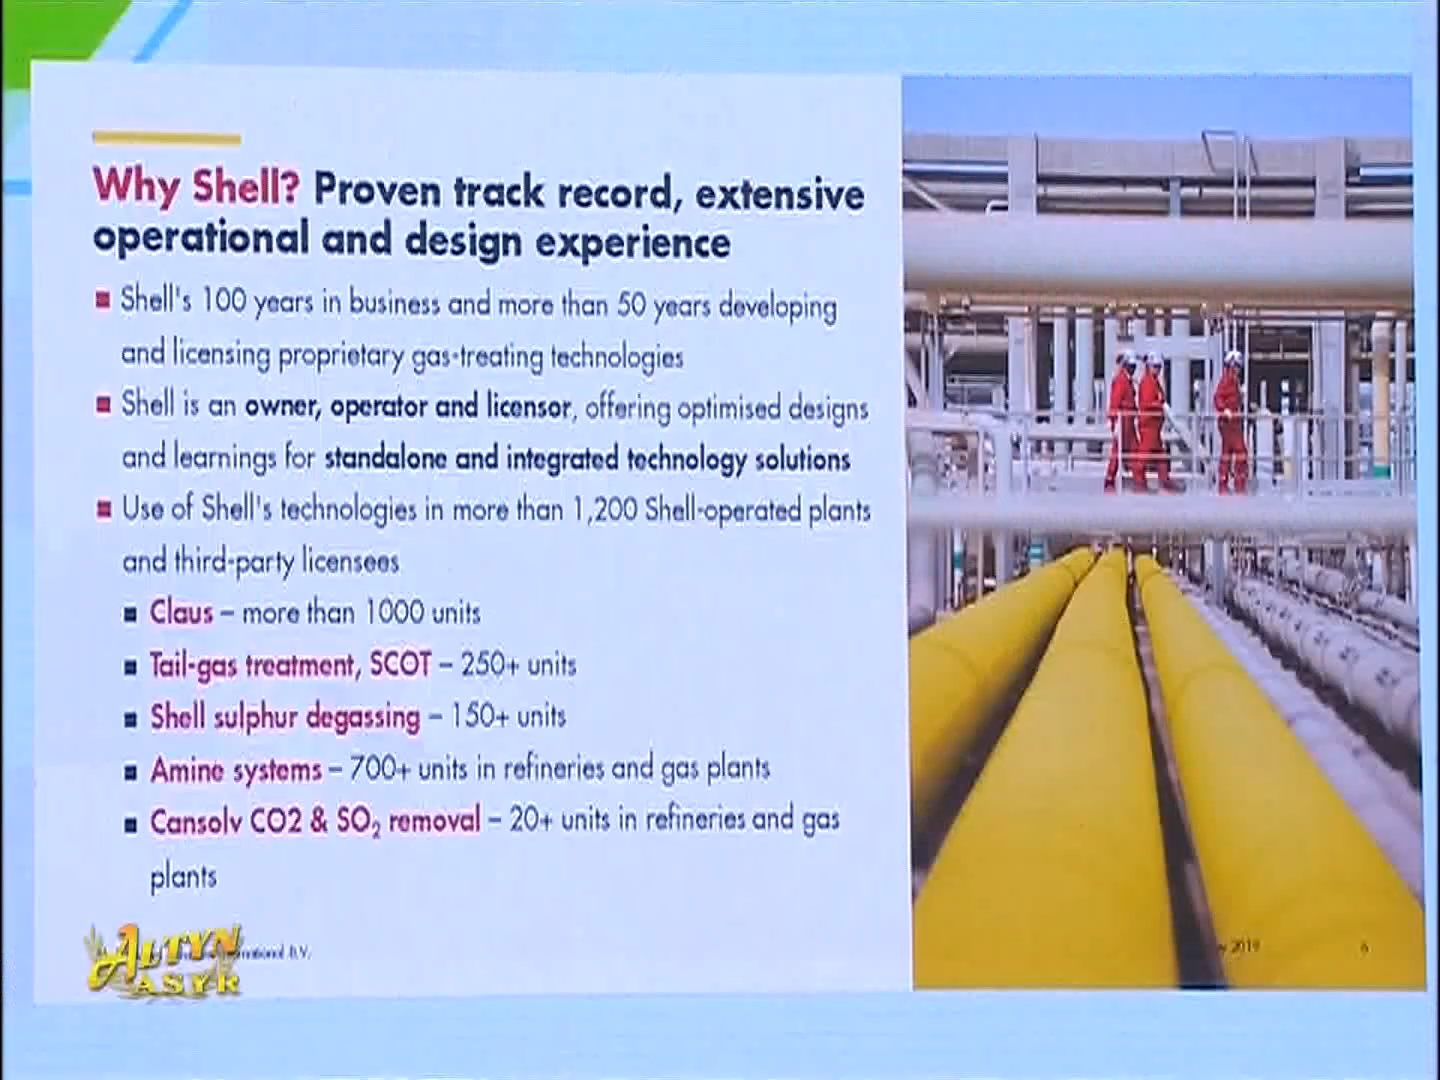 Why Shell? Proven track record, extensive
operational and design experience
Shell's 100 years in business and more than 50 years developing
and licensing proprietary gas-treating technologies
Shell is an owner, operator and licensor, offering optimised designs
and learnings for standalone and integrated technology solutions
Use of Shell's technologies in more than 1,200 Shell-operated plants
and third-party licensees
Claus – more than 1000 units
Tail-gas treatment, SCOT – 250+ units
Shell sulphur degassing – 150+ units
Amine systems – 700+ units in refineries and gas plants
Cansolv CO2 & SO₂ removal – 20+ units in refineries and gas
plants
ALTYN
ASYR
B.V.
2019
6